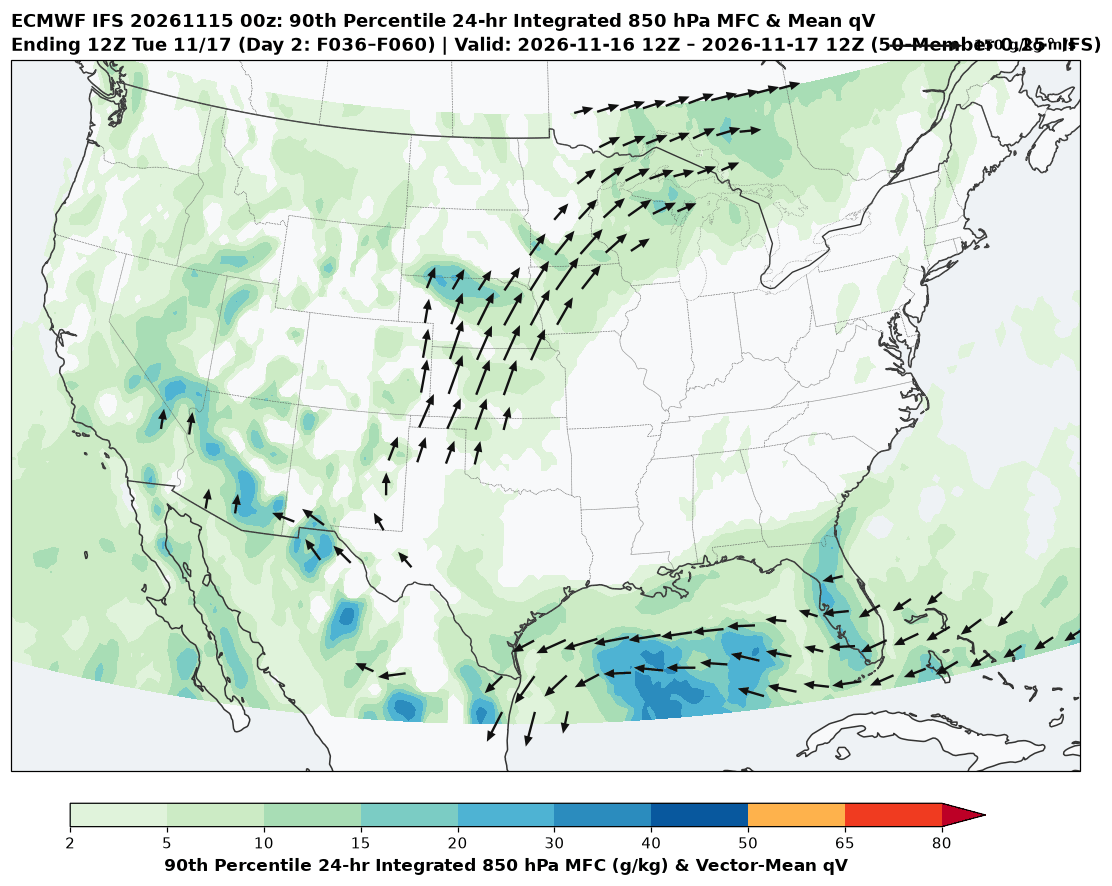 ECMWF IFS 20261115 00z: 90th Percentile 24-hr Integrated 850 hPa MFC & Mean qV
Ending 12Z Tue 11/17 (Day 2: F036–F060) | Valid: 2026-11-16 12Z – 2026-11-17 12Z (50-Member 0.25° IFS)
2 5 10 15 20 30 40 50 65 80
90th Percentile 24-hr Integrated 850 hPa MFC (g/kg) & Vector-Mean qV